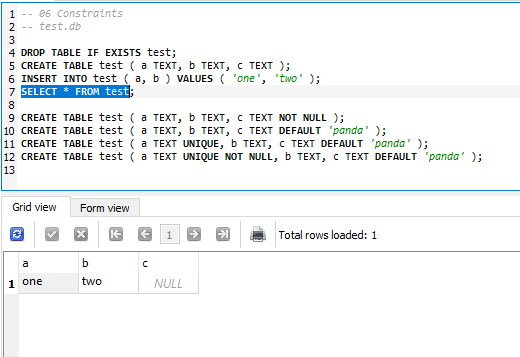 1 -- 06 Constraints
2 -- test.db
3
4 DROP TABLE IF EXISTS test;
5 CREATE TABLE test ( a TEXT, b TEXT, c TEXT );
6 INSERT INTO test ( a, b ) VALUES ( 'one', 'two' );
7 SELECT * FROM test;
8
9 CREATE TABLE test ( a TEXT, b TEXT, c TEXT NOT NULL );
10 CREATE TABLE test ( a TEXT, b TEXT, c TEXT DEFAULT 'panda' );
11 CREATE TABLE test ( a TEXT UNIQUE, b TEXT, c TEXT DEFAULT 'panda' );
12 CREATE TABLE test ( a TEXT UNIQUE NOT NULL, b TEXT, c TEXT DEFAULT 'panda' );
13
Grid view Form view
1 Total rows loaded: 1
a b c
1 one two NULL